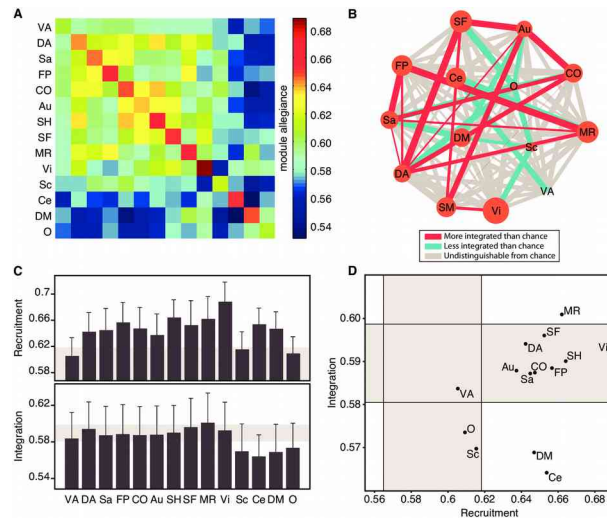 A
VA
DA
Sa
FP
CO
Au
SH
SF
MR
Vi
Sc
Ce
DM
O
module allegiance
0.68
0.66
0.64
0.62
0.60
0.58
0.56
0.54
B
SF
Au
FP
Ce
CO
O
Sa
MR
DM
Sc
DA
VA
SM
Vi
More integrated than chance
Less integrated than chance
Undistinguishable from chance
C
Recruitment
0.72
0.67
0.62
0.58
Integration
0.66
0.60
0.54
VA DA Sa FP CO Au SH SF MR Vi Sc Ce DM O
D
Integration
0.60
0.59
0.58
0.57
MR
SF
DA
Vi
SH
Au
CO
FP
Sa
VA
O
Sc
DM
Ce
0.56 0.58 0.60 0.62 0.64 0.66 0.68
Recruitment